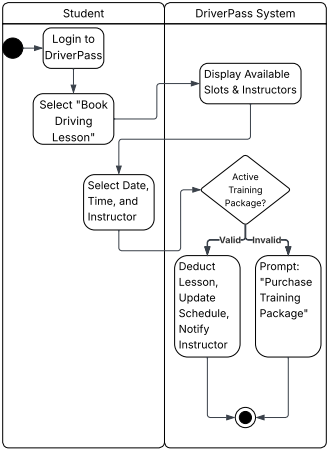 Student
DriverPass System
Login to
DriverPass
Select "Book
Driving
Lesson"
Display Available
Slots & Instructors
Select Date,
Time, and
Instructor
Active
Training
Package?
Valid
Invalid
Deduct
Lesson,
Update
Schedule,
Notify
Instructor
Prompt:
"Purchase
Training
Package"